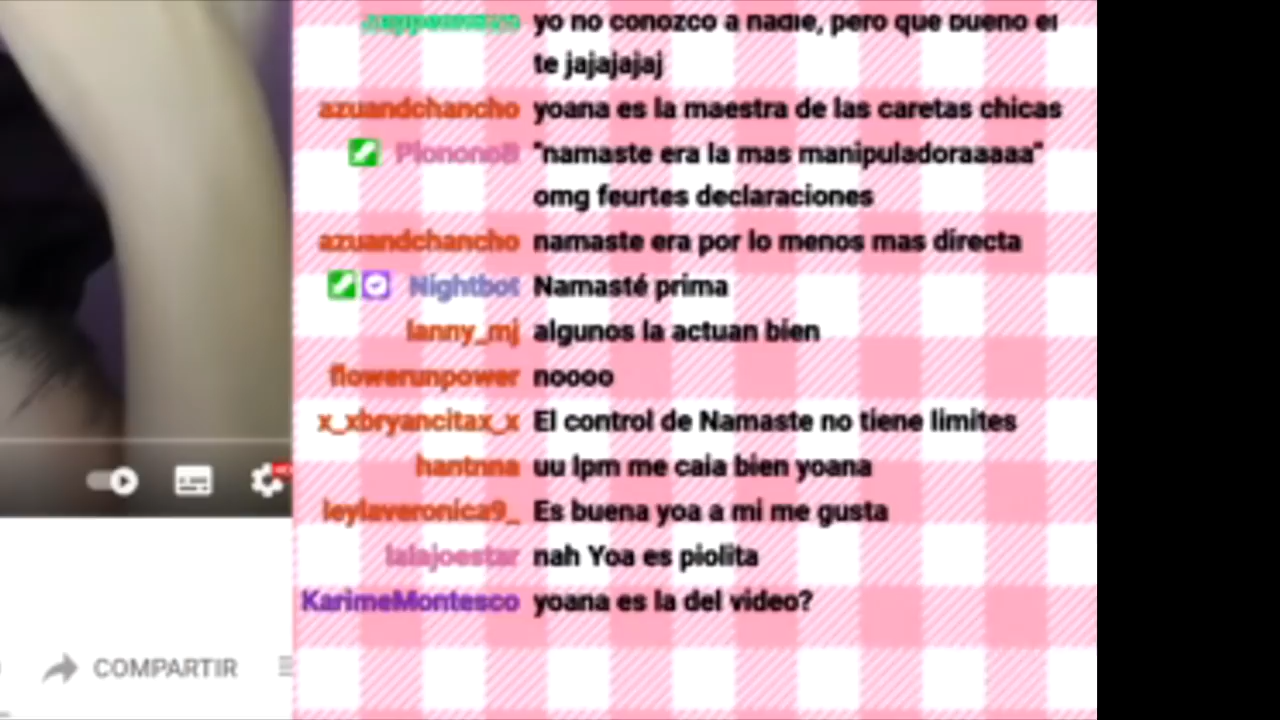 yo no conozco a nadie, pero que bueno el
te jajajajaj
azuandchancho yoana es la maestra de las caretas chicas
PiononoB "namaste era la mas manipuladoraaaaa"
omg feurtes declaraciones
azuandchancho namaste era por lo menos mas directa
Nightbot Namasté prima
lanny_mj algunos la actuan bien
flowerunpower noooo
x_xbryancitax_x El control de Namaste no tiene limites
hantnna uu lpm me caia bien yoana
leylaveronica9_ Es buena yoa a mi me gusta
lalajoestar nah Yoa es piolita
KarimeMontesco yoana es la del video?
COMPARTIR